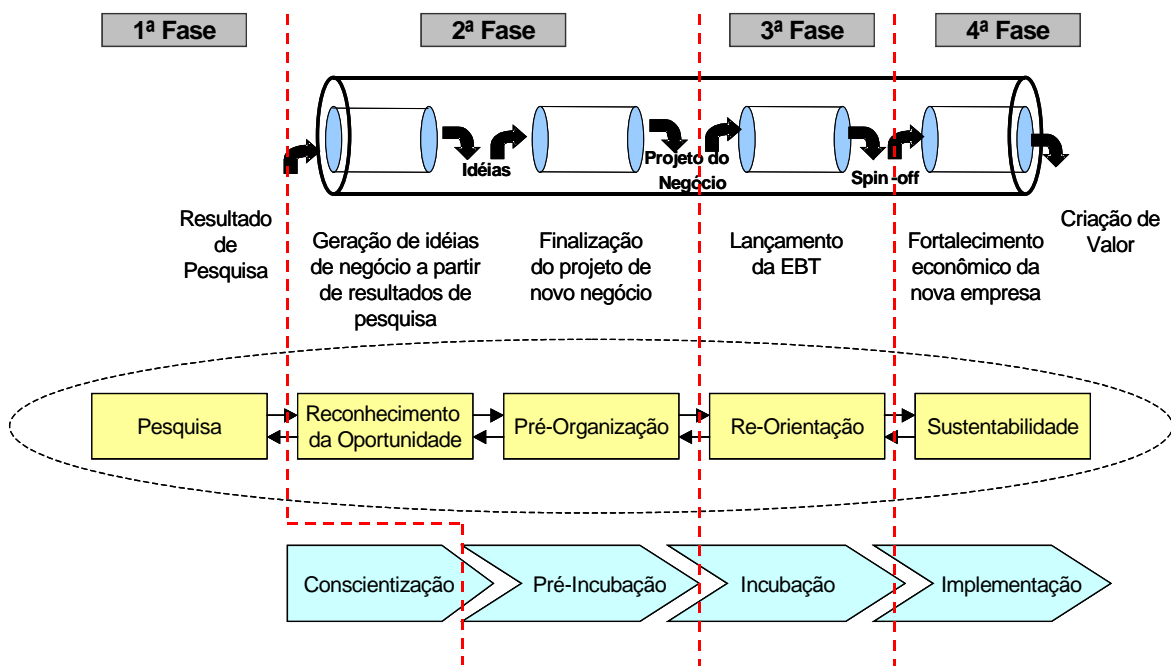 1ª Fase
2ª Fase
3ª Fase
4ª Fase
Idéias
Projeto do
Negócio
Spin-off
Resultado
de
Pesquisa
Geração de idéias
de negócio a partir
de resultados de
pesquisa
Finalização
do projeto de
novo negócio
Lançamento
da EBT
Fortalecimento
econômico da
nova empresa
Criação de
Valor
Pesquisa
Reconhecimento
da Oportunidade
Pré-Organização
Re-Orientação
Sustentabilidade
Conscientização
Pré-Incubação
Incubação
Implementação